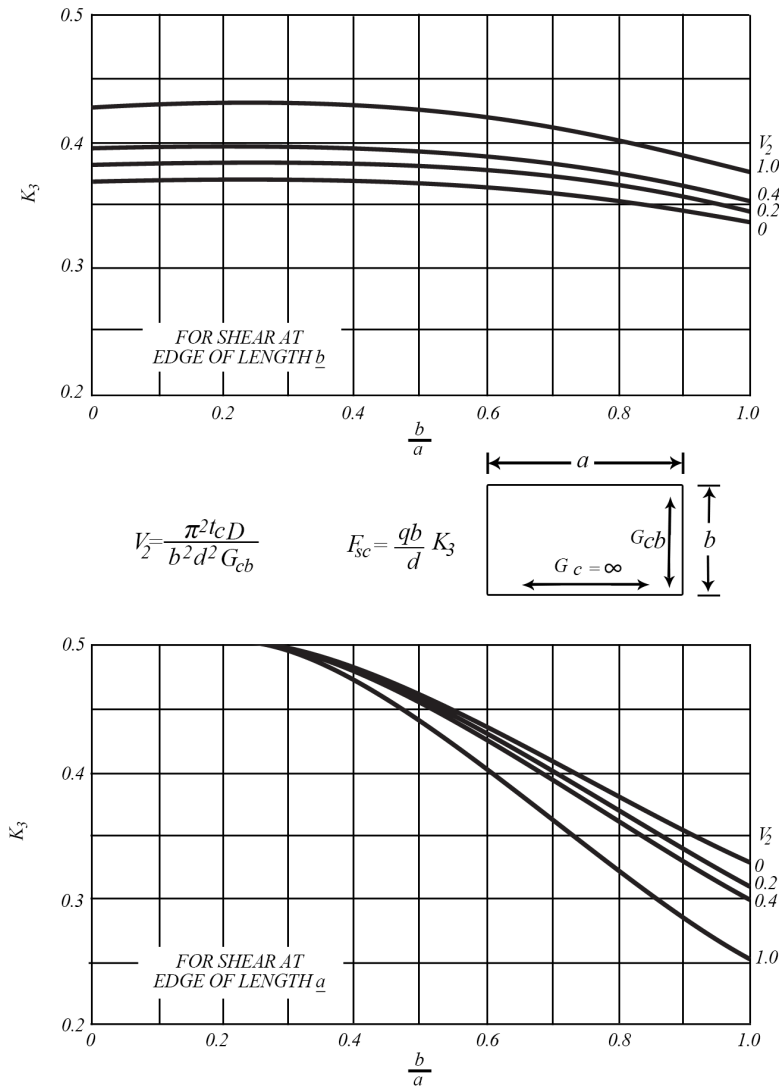 0.5
0.4
0.3
0.2
K₃
V₂
1.0
0.4
0.2
0
FOR SHEAR AT
EDGE OF LENGTH b
0 0.2 0.4 0.6 0.8 1.0
b
a
V₂=π²tcD
b²d²Gcb
Fsc = qb K₃
d
a
Gcb
b
G c = ∞
0.5
0.4
0.3
0.2
K₃
V₂
0
0.2
0.4
1.0
FOR SHEAR AT
EDGE OF LENGTH a
0 0.2 0.4 0.6 0.8 1.0
b
a